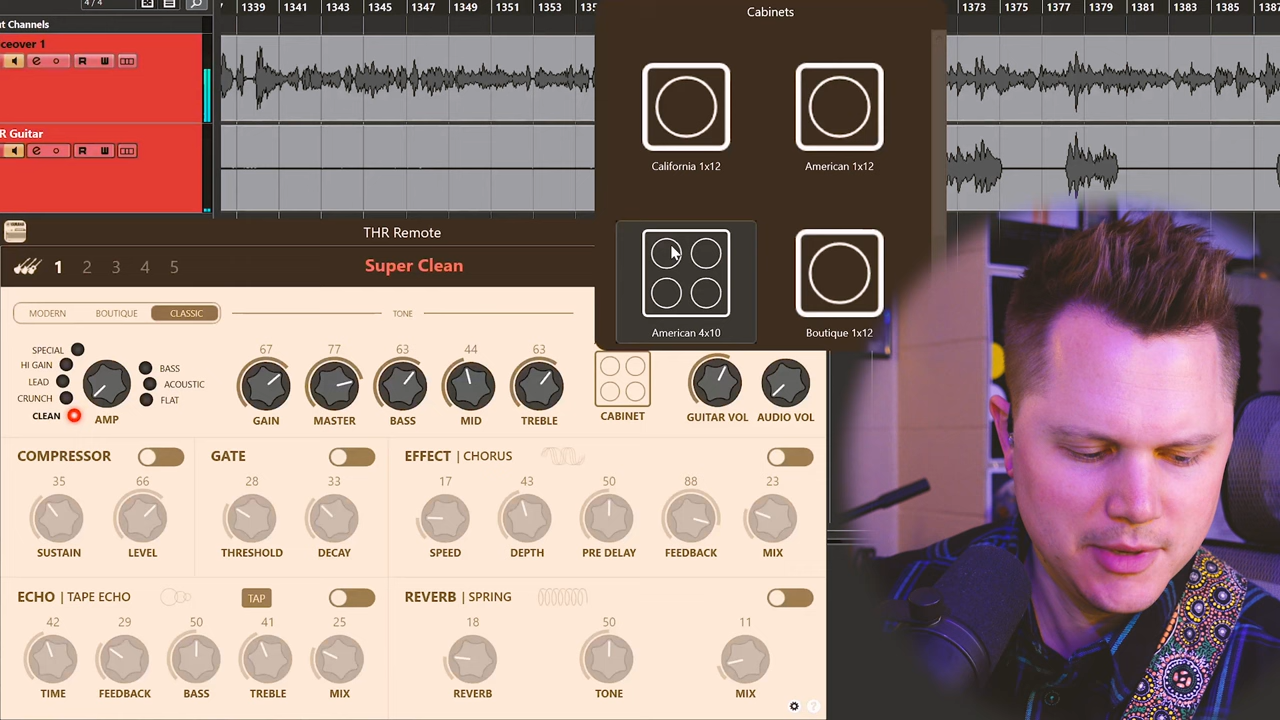 4/4
1339 1341 1343 1345 1347 1349 1351 1353
1373 1375 1377 1379 1381 1383 1385 1387
Cabinets
t Channels
ceover 1
R W
R Guitar
R W
California 1x12
American 1x12
American 4x10
Boutique 1x12
THR Remote
1 2 3 4 5
Super Clean
MODERN BOUTIQUE CLASSIC
TONE
SPECIAL
HI GAIN
LEAD
CRUNCH
CLEAN
AMP
BASS
ACOUSTIC
FLAT
67 77 63 44 63
GAIN MASTER BASS MID TREBLE
CABINET
GUITAR VOL AUDIO VOL
COMPRESSOR
35 66
SUSTAIN LEVEL
GATE
28 33
THRESHOLD DECAY
EFFECT | CHORUS
17 43 50 88 23
SPEED DEPTH PRE DELAY FEEDBACK MIX
ECHO | TAPE ECHO TAP
42 29 50 41 25
TIME FEEDBACK BASS TREBLE MIX
REVERB | SPRING
18 50 11
REVERB TONE MIX
?